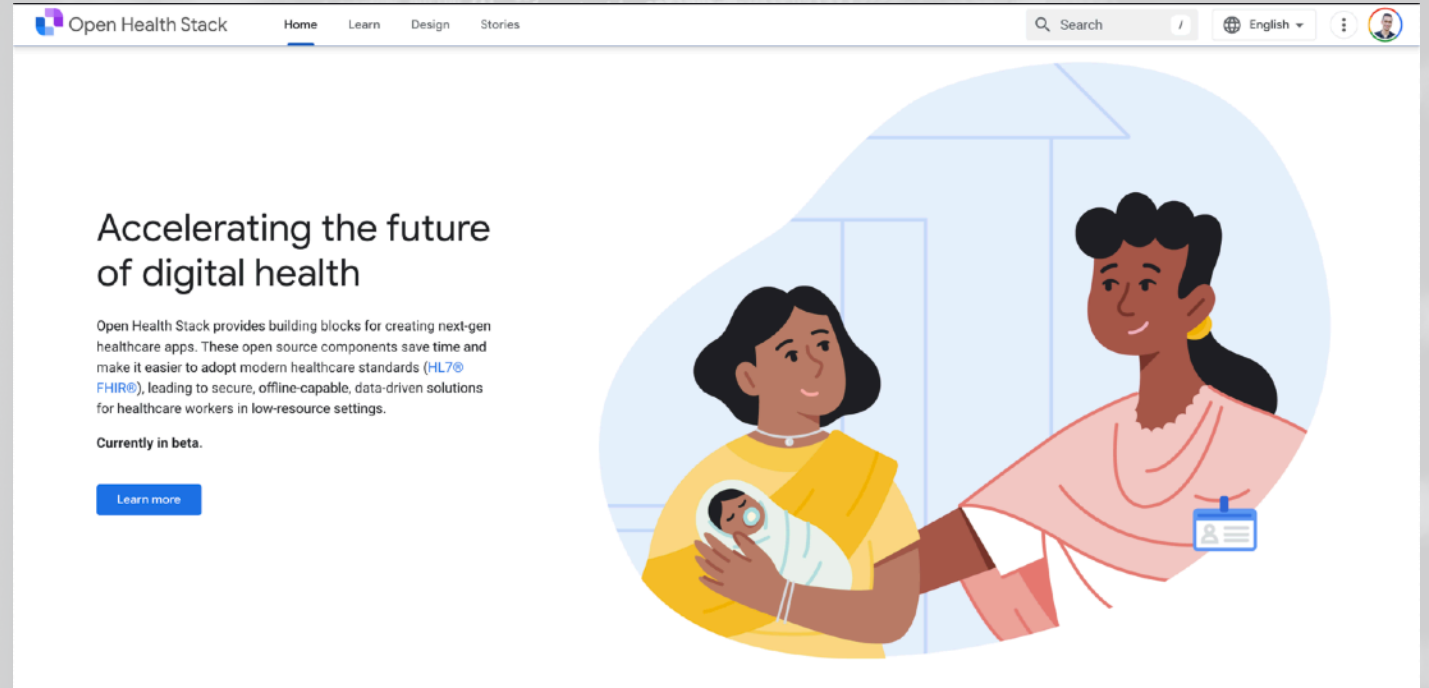 Open Health Stack
Home
Learn
Design
Stories
Search
/
English
Accelerating the future
of digital health
Open Health Stack provides building blocks for creating next-gen
healthcare apps. These open source components save time and
make it easier to adopt modern healthcare standards (HL7®
FHIR®), leading to secure, offline-capable, data-driven solutions
for healthcare workers in low-resource settings.
Currently in beta.
Learn more